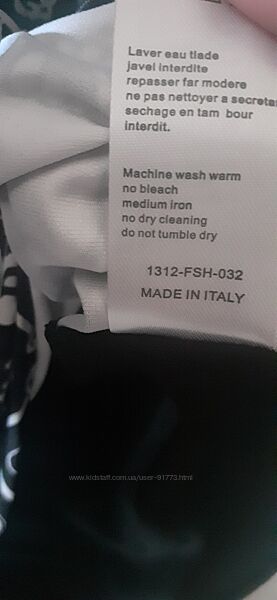 Laver eau tiade
javel interdite
repasser far modere
ne pas nettoyer a secretar
sechage en tam bour
interdit.
Machine wash warm
no bleach
medium iron
no dry cleaning
do not tumble dry
1312-FSH-032
MADE IN ITALY
www.kidstaff.com.ua/user-91773.html